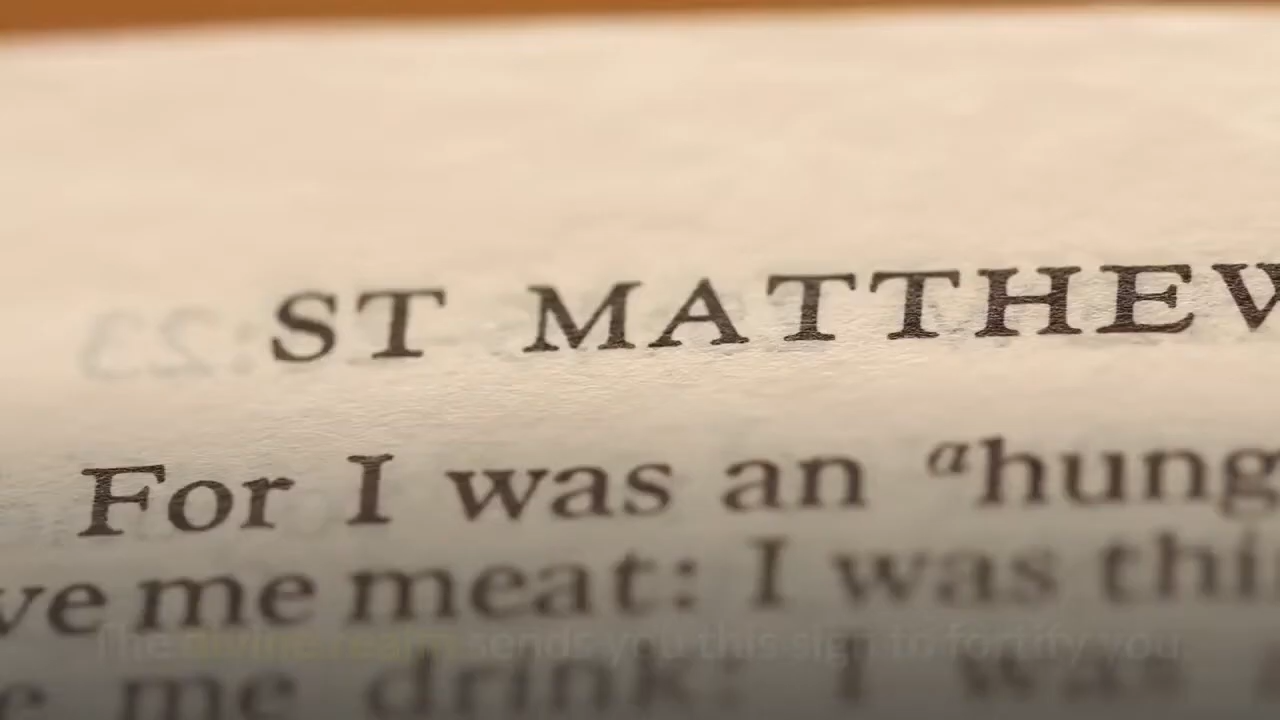 ST MATTHEW
For I was an ᵃhung
ve me meat: I was thi
The divine realm sends you this sign to fortify you
e me drink: I was